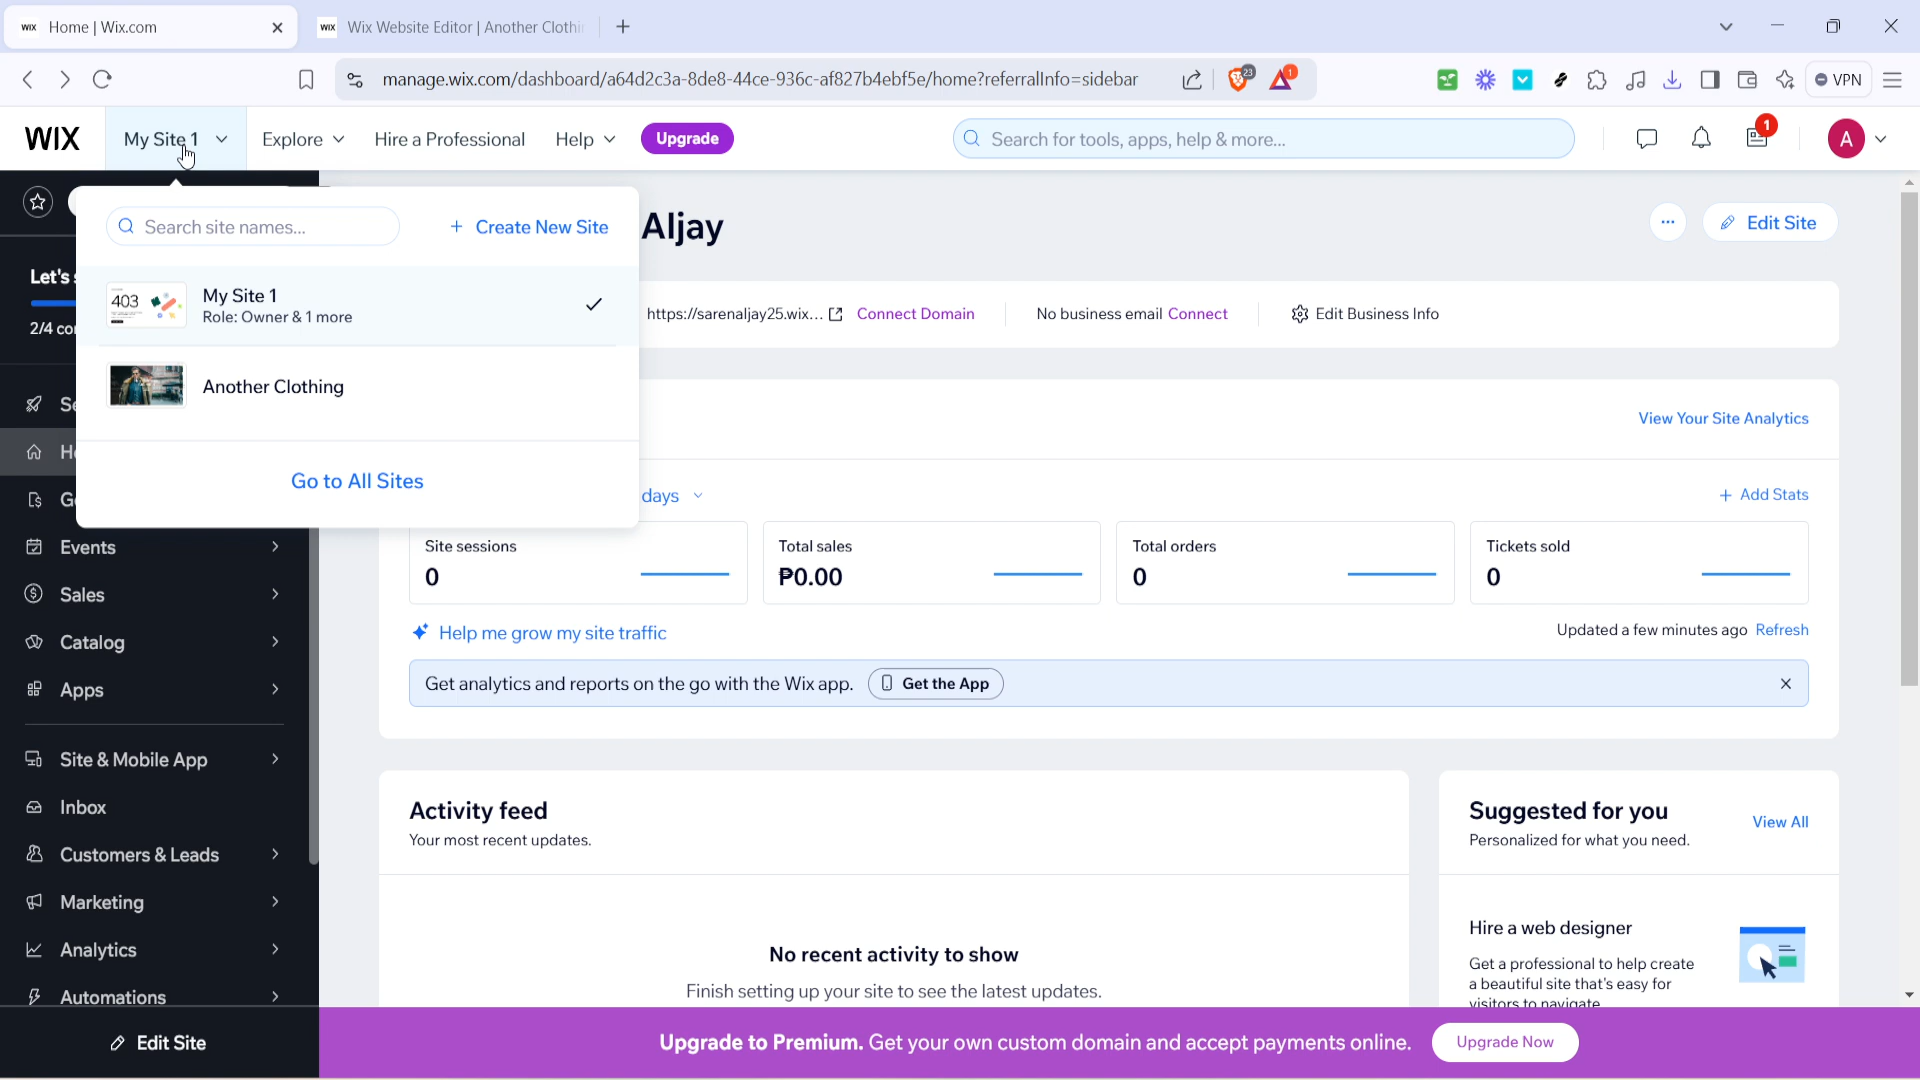 WIX Home | Wix.com
WIX Wix Website Editor | Another Clothi
manage.wix.com/dashboard/a64d2c3a-8de8-44ce-936c-af827b4ebf5e/home?referralInfo=sidebar
23
1
VPN
WIX
My Site 1
Explore
Hire a Professional
Help
Upgrade
Search for tools, apps, help & more...
1
A
Search site names...
+ Create New Site
Aljay
Edit Site
Let's
2/4
403
My Site 1
Role: Owner & 1 more
Another Clothing
Go to All Sites
https://sarenaljay25.wix...
Connect Domain
No business email Connect
Edit Business Info
View Your Site Analytics
days
+ Add Stats
Site sessions
0
Total sales
₱0.00
Total orders
0
Tickets sold
0
Help me grow my site traffic
Updated a few minutes ago Refresh
Get analytics and reports on the go with the Wix app.
Get the App
Events
Sales
Catalog
Apps
Site & Mobile App
Inbox
Customers & Leads
Marketing
Analytics
Automations
Edit Site
Activity feed
Your most recent updates.
No recent activity to show
Finish setting up your site to see the latest updates.
Suggested for you
Personalized for what you need.
View All
Hire a web designer
Get a professional to help create
a beautiful site that's easy for
visitors to navigate
Upgrade to Premium. Get your own custom domain and accept payments online.
Upgrade Now